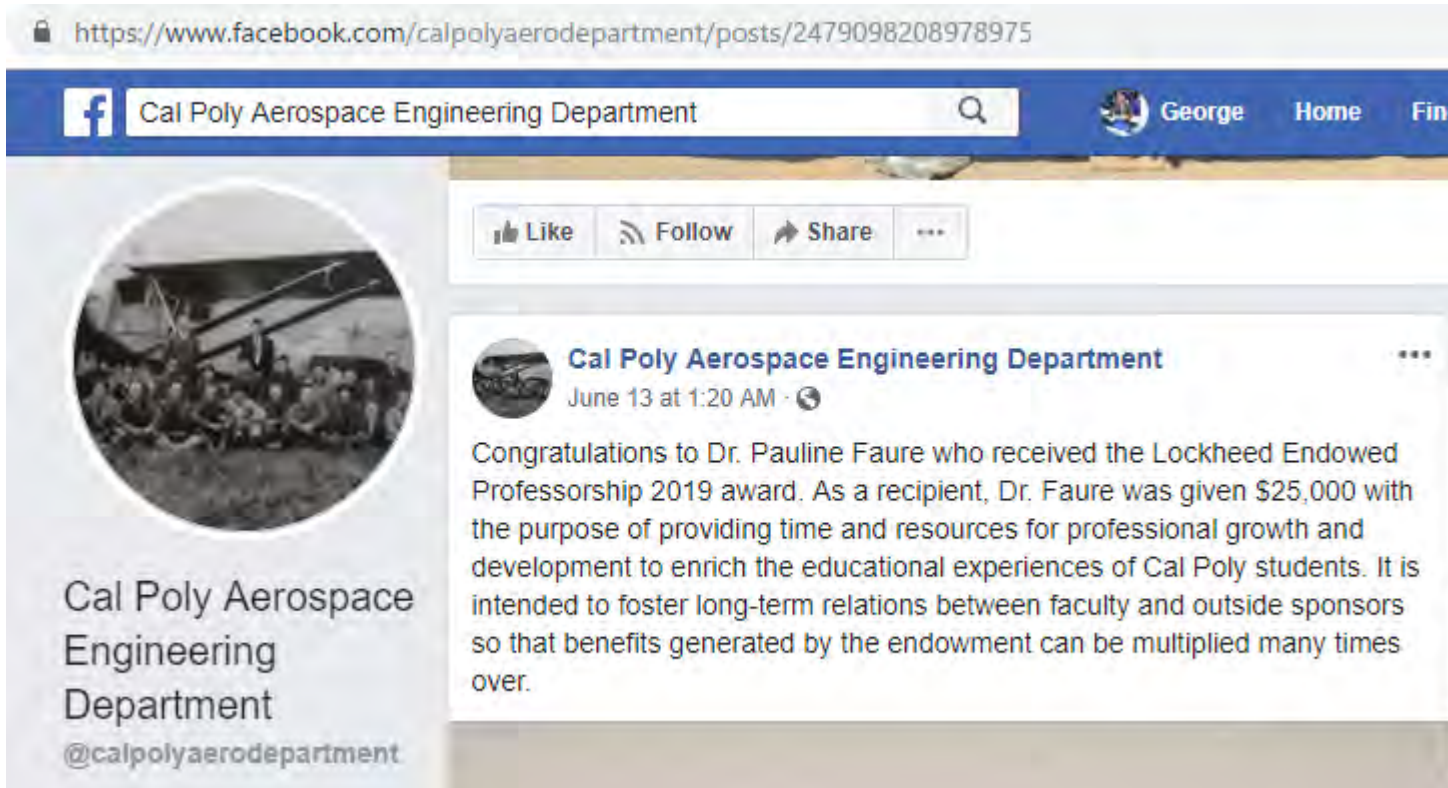 https://www.facebook.com/calpolyaerodepartment/posts/2479098208978975
f Cal Poly Aerospace Engineering Department George Home Fin
Like Follow Share ...
Cal Poly Aerospace Engineering Department ...
June 13 at 1:20 AM ·
Congratulations to Dr. Pauline Faure who received the Lockheed Endowed
Professorship 2019 award. As a recipient, Dr. Faure was given $25,000 with
the purpose of providing time and resources for professional growth and
development to enrich the educational experiences of Cal Poly students. It is
intended to foster long-term relations between faculty and outside sponsors
so that benefits generated by the endowment can be multiplied many times
over.
Cal Poly Aerospace
Engineering
Department
@calpolyaerodepartment